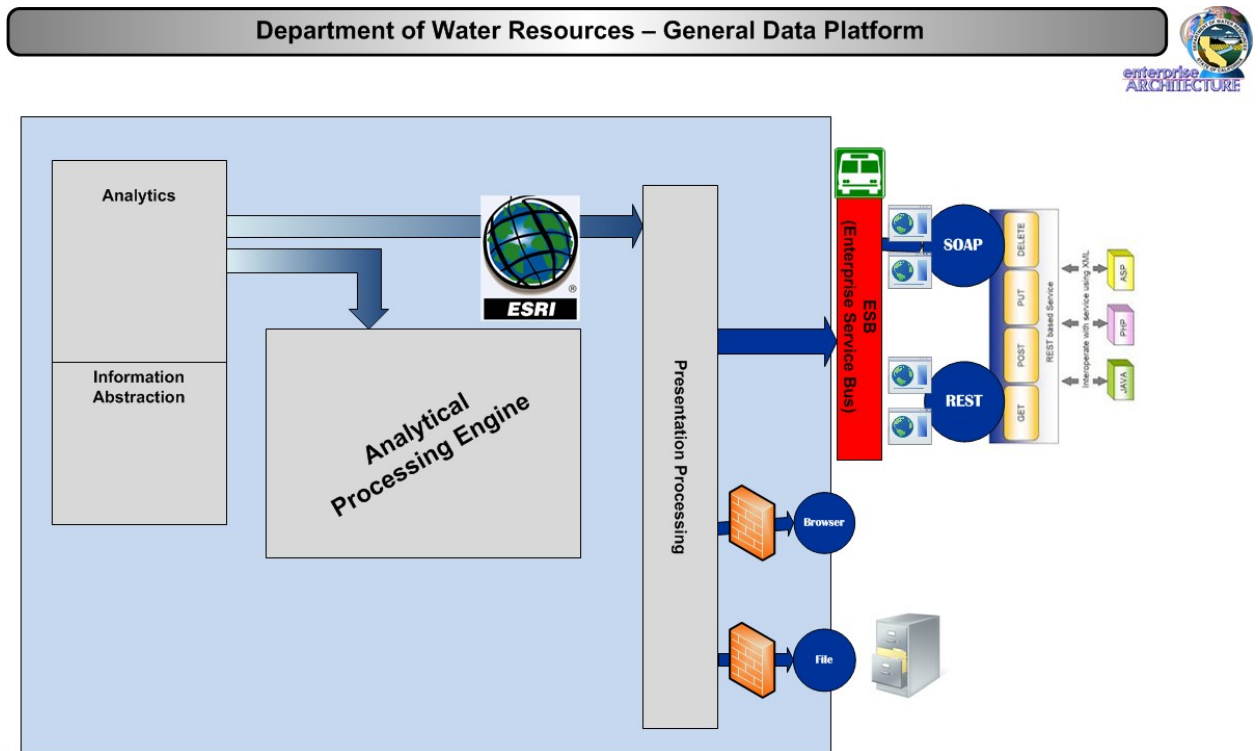 Department of Water Resources – General Data Platform
enterprise
ARCHITECTURE
Analytics
Information
Abstraction
ESRI
®
Analytical
Processing Engine
Presentation Processing
ESB
(Enterprise Service Bus)
SOAP
REST
DELETE
PUT
POST
GET
REST based Service
Interoperate with service using XML
ASP
PHP
JAVA
Browser
File